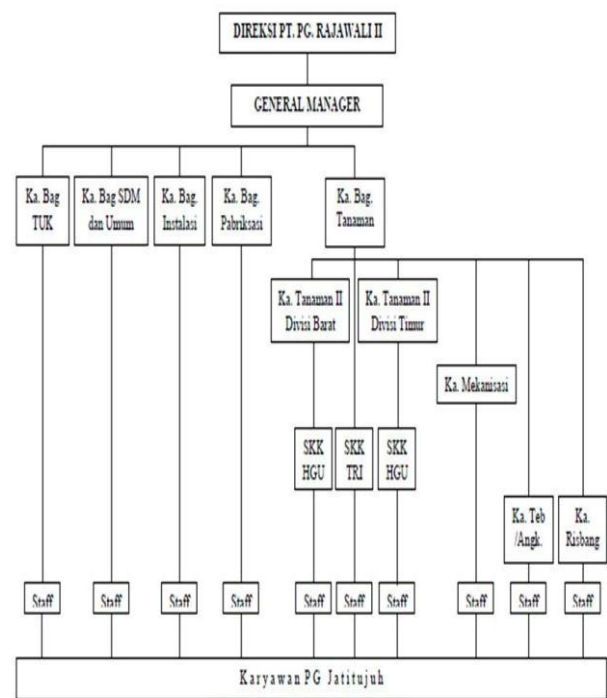 DIREKSI PT. PG. RAJAWALI II
GENERAL MANAGER
Ka. Bag
TUK
Ka. Bag SDM
dan Umum
Ka. Bag.
Instalasi
Ka. Bag.
Pabriksasi
Ka. Bag.
Tanaman
Ka. Tanaman II
Divisi Barat
Ka. Tanaman II
Divisi Timur
Ka. Mekanisasi
SKK
HGU
SKK
TRI
SKK
HGU
Ka. Teb
/Angk.
Ka.
Risbang
Staff
Staff
Staff
Staff
Staff
Staff
Staff
Staff
Staff
Staff
Karyawan PG Jatitujuh